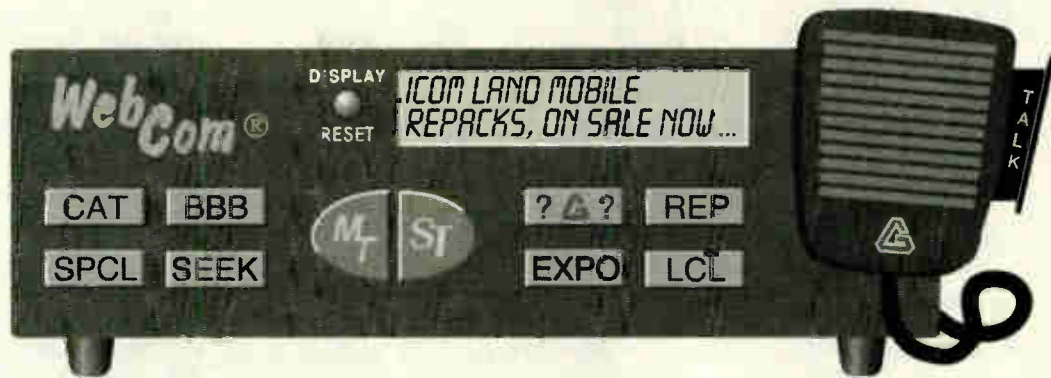 WebCom®
DISPLAY
RESET
ICOM LAND MOBILE
REPACKS, ON SALE NOW...
CAT
BBB
SPCL
SEEK
MT
ST
? G ?
REP
EXPO
LCL
TALK